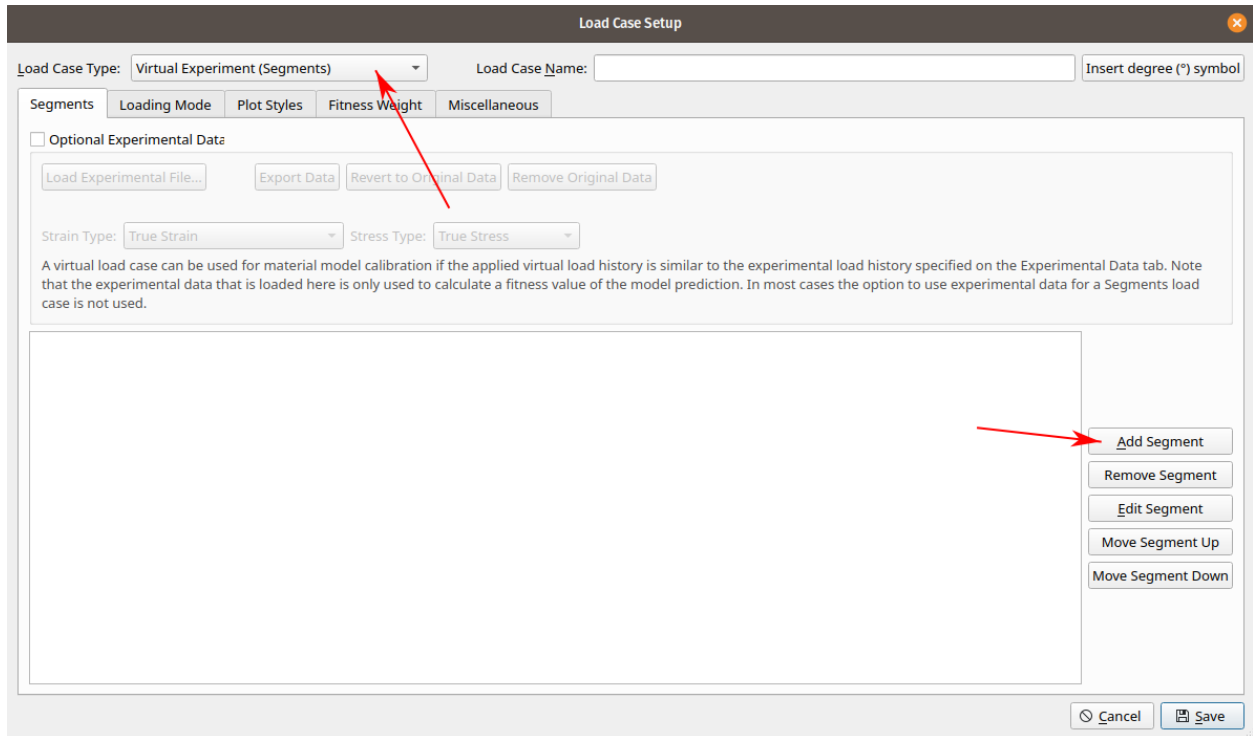 Load Case Setup
Load Case Type: Virtual Experiment (Segments) Load Case Name: Insert degree (°) symbol
Segments Loading Mode Plot Styles Fitness Weight Miscellaneous
Optional Experimental Data
Load Experimental File... Export Data Revert to Original Data Remove Original Data
Strain Type: True Strain Stress Type: True Stress
A virtual load case can be used for material model calibration if the applied virtual load history is similar to the experimental load history specified on the Experimental Data tab. Note
that the experimental data that is loaded here is only used to calculate a fitness value of the model prediction. In most cases the option to use experimental data for a Segments load
case is not used.
Add Segment
Remove Segment
Edit Segment
Move Segment Up
Move Segment Down
Cancel Save